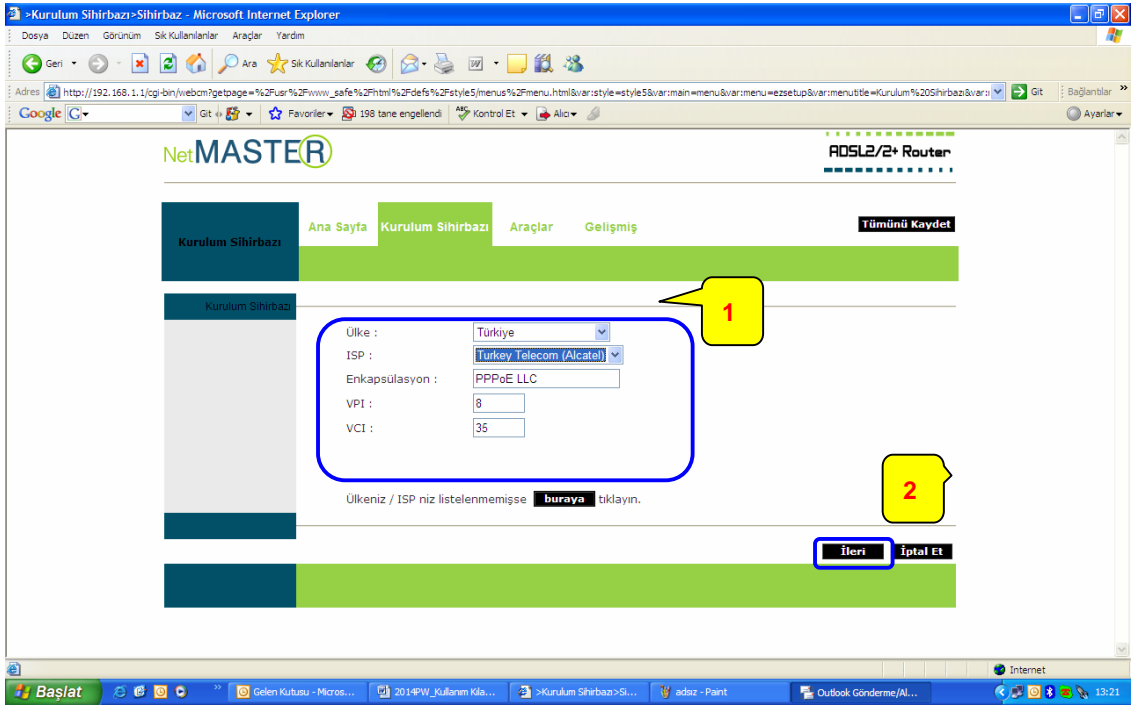 >Kurulum Sihirbazı>Sihirbaz - Microsoft Internet Explorer
Dosya Düzen Görünüm Sık Kullanılanlar Araçlar Yardım
Geri Ara Sık Kullanılanlar
Adres http://192.168.1.1/cgi-bin/webcm?getpage=%2Fusr%2Fwww_safe%2Fhtml%2Fdefs%2Fstyle5/menus%2Fmenu.html&var:style=style5&var:main=menu&var:menu=ezsetup&var:menutitle=Kurulum%20Sihirbazı&var: Git Bağlantılar »
Google G Git Favoriler 198 tane engellendi ABC Kontrol Et Alıcı Ayarlar
NetMASTER
ADSL2/2+ Router
Ana Sayfa Kurulum Sihirbazı Araçlar Gelişmiş Tümünü Kaydet
Kurulum Sihirbazı
Kurulum Sihirbazı
1
Ülke : Türkiye
ISP : Turkey Telecom (Alcatel)
Enkapsülasyon : PPPoE LLC
VPI : 8
VCI : 35
2
Ülkeniz / ISP niz listelenmemişse buraya tıklayın.
İleri İptal Et
Internet
Başlat » Gelen Kutusu - Micros... 2014PW_Kullanım Kıla... >Kurulum Sihirbazı>Si... adsız - Paint Outlook Gönderme/Al... 13:21